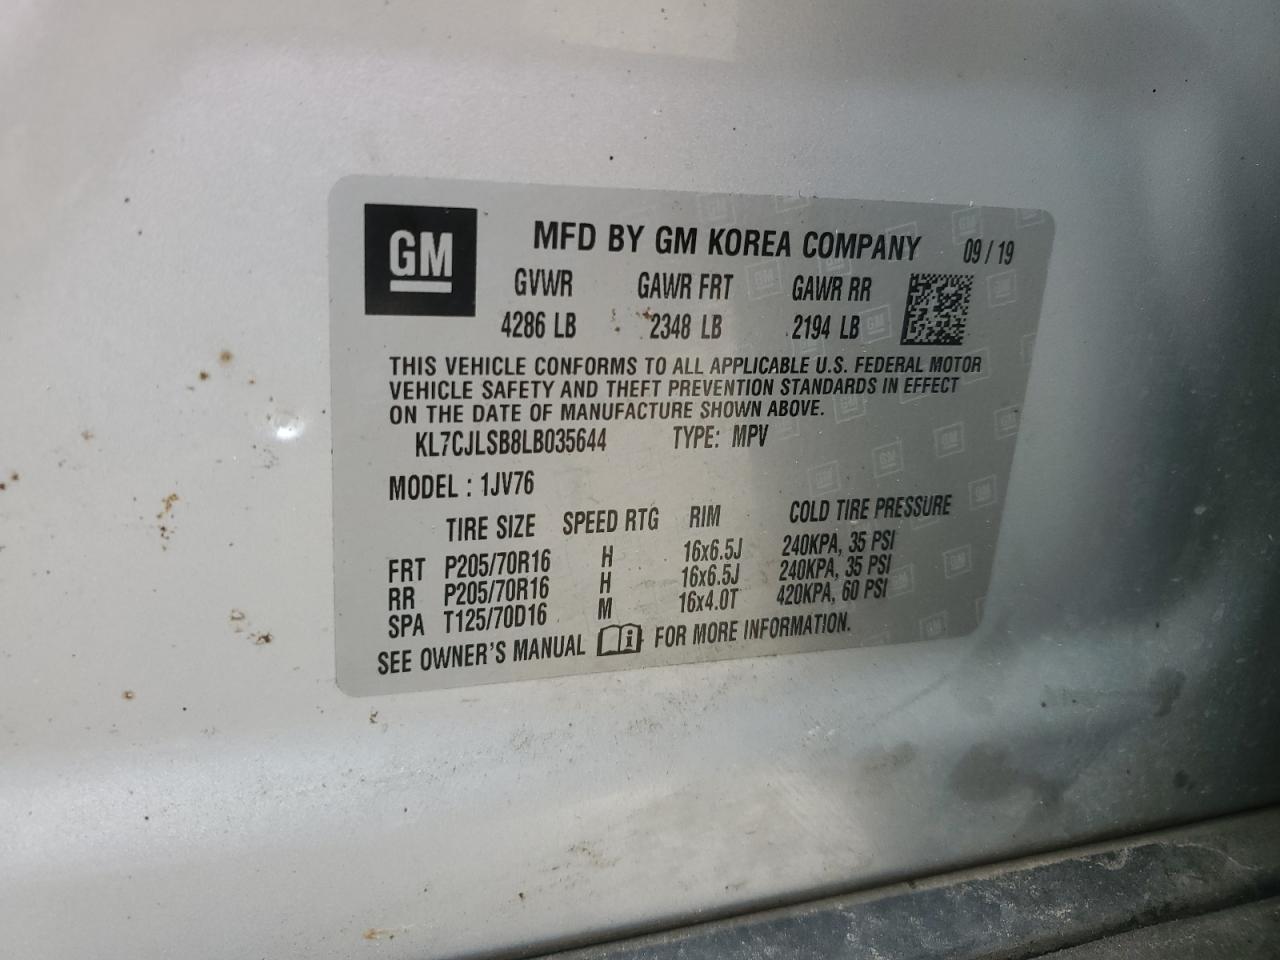 GM
MFD BY GM KOREA COMPANY 09 / 19
GVWR GAWR FRT GAWR RR
4286 LB 2348 LB 2194 LB
THIS VEHICLE CONFORMS TO ALL APPLICABLE U.S. FEDERAL MOTOR
VEHICLE SAFETY AND THEFT PREVENTION STANDARDS IN EFFECT
ON THE DATE OF MANUFACTURE SHOWN ABOVE.
KL7CJLSB8LB035644 TYPE: MPV
MODEL : 1JV76
TIRE SIZE SPEED RTG RIM COLD TIRE PRESSURE
FRT P205/70R16 H 16x6.5J 240KPA, 35 PSI
RR P205/70R16 H 16x6.5J 240KPA, 35 PSI
SPA T125/70D16 M 16x4.0T 420KPA, 60 PSI
SEE OWNER'S MANUAL FOR MORE INFORMATION.